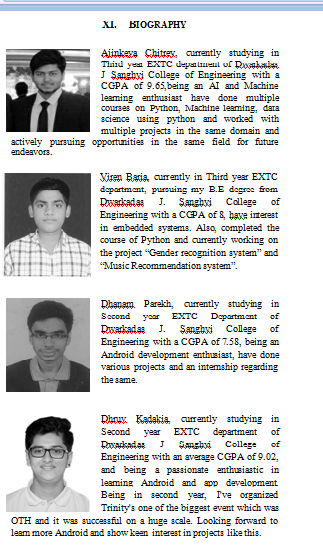 XI. BIOGRAPHY
Ajinkeya Chitrey, currently studying in
Third year EXTC department of Dwarkadas
J Sanghvi College of Engineering with a
CGPA of 9.65,being an AI and Machine
learning enthusiast have done multiple
courses on Python, Machine learning, data
science using python and worked with
multiple projects in the same domain and
actively pursuing opportunities in the same field for future
endeavors.
Viren Baria, currently in Third year EXTC
department, pursuing my B.E degree from
Dwarkadas J. Sanghvi College of
Engineering with a CGPA of 8, have interest
in embedded systems. Also, completed the
course of Python and currently working on
the project “Gender recognition system” and
“Music Recommendation system”.
Dhanam Parekh, currently studying in
Second year EXTC Department of
Dwarkadas J. Sanghvi College of
Engineering with a CGPA of 7.58, being an
Android development enthusiast, have done
various projects and an internship regarding
the same.
Dhruv Kadakia, currently studying in
Second year EXTC department of
Dwarkadas J Sanghvi College of
Engineering with an average CGPA of 9.02,
and being a passionate enthusiastic in
learning Android and app development.
Being in second year, I've organized
Trinity's one of the biggest event which was
OTH and it was successful on a huge scale. Looking forward to
learn more Android and show keen interest in projects like this.